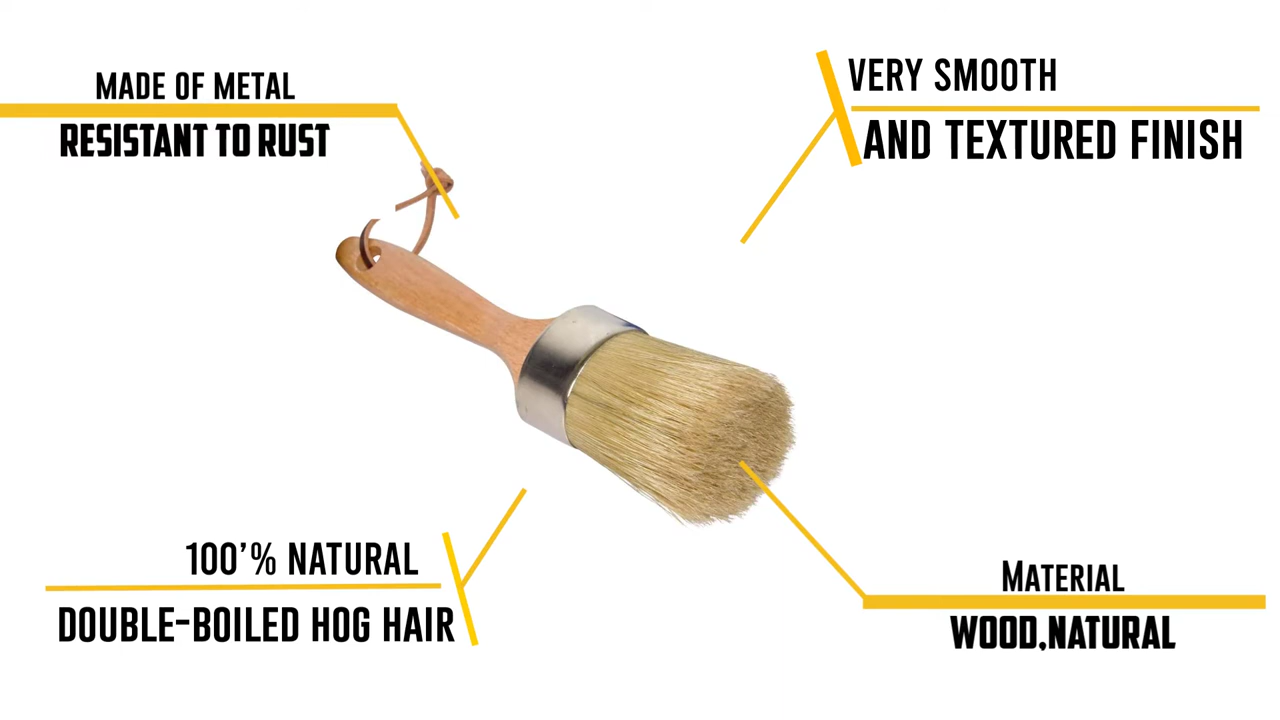 MADE OF METAL
RESISTANT TO RUST
VERY SMOOTH
AND TEXTURED FINISH
100'% NATURAL
DOUBLE-BOILED HOG HAIR
MATERIAL
WOOD,NATURAL